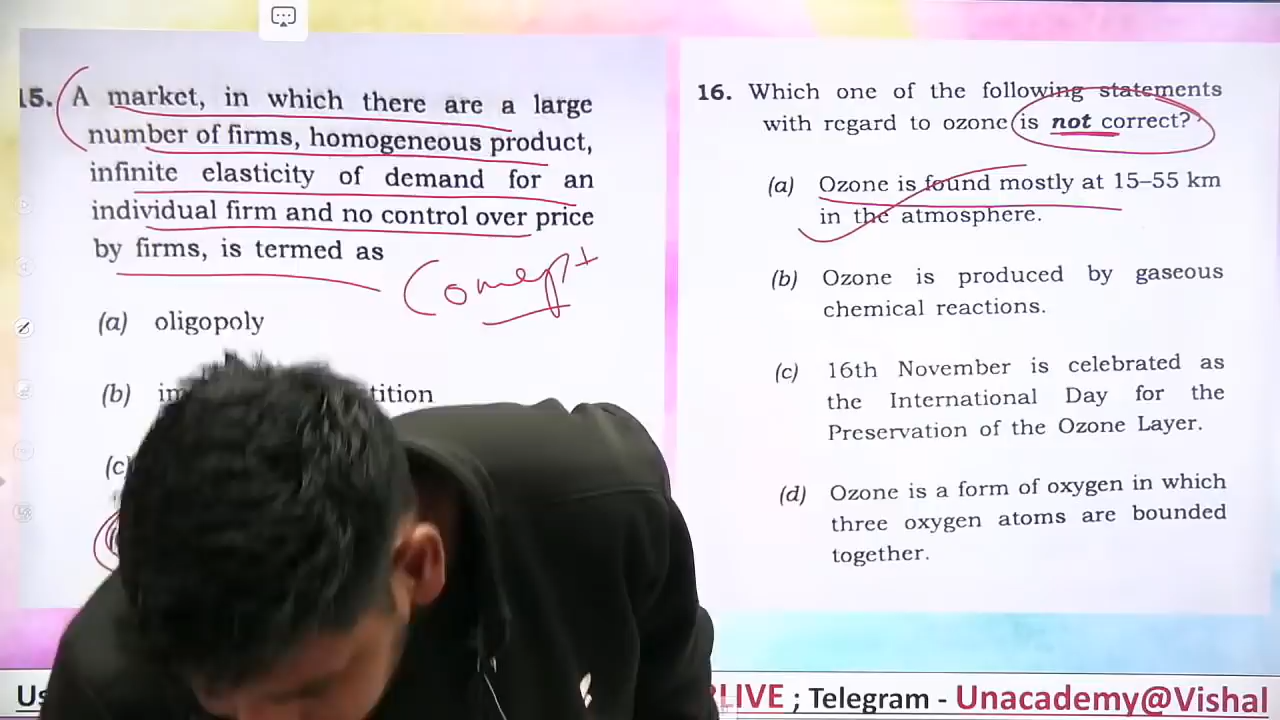 15. A market, in which there are a large
number of firms, homogeneous product,
infinite elasticity of demand for an
individual firm and no control over price
by firms, is termed as
(a) oligopoly
(b) im tition
(c)
16. Which one of the following statements
with regard to ozone is not correct?
(a) Ozone is found mostly at 15–55 km
in the atmosphere.
(b) Ozone is produced by gaseous
chemical reactions.
(c) 16th November is celebrated as
the International Day for the
Preservation of the Ozone Layer.
(d) Ozone is a form of oxygen in which
three oxygen atoms are bounded
together.
Us LIVE ; Telegram - Unacademy@Vishal